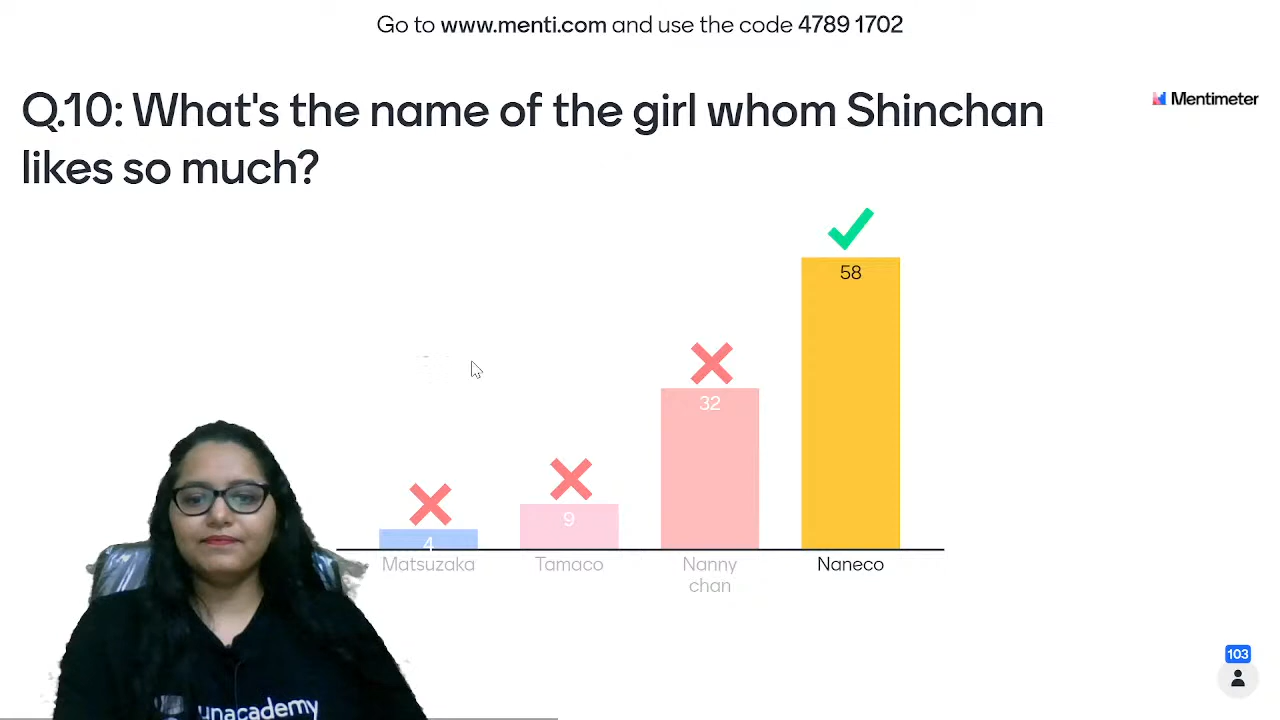 Go to www.menti.com and use the code 4789 1702
Q.10: What's the name of the girl whom Shinchan
likes so much?
Mentimeter
58
32
9
4
Matsuzaka
Tamaco
Nanny
chan
Naneco
103
unacademy